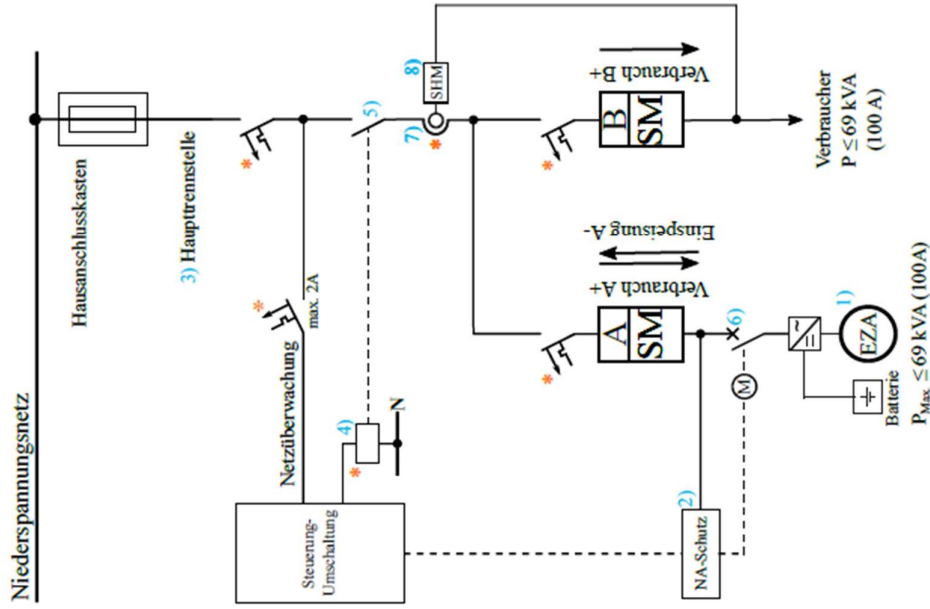 Niederspannungsnetz
Hausanschlusskasten
3) Haupttrennstelle
*
max. 2A
*
Netzüberwachung
Steuerung-
Umschaltung
4)
*
N
5)
7)
*
8)
SHM
*
B
SM
Verbrauch B+
Verbraucher
P ≤ 69 kVA
(100 A)
*
A
SM
Verbrauch A+
Einspeisung A-
2)
NA-Schutz
6)
M
~
=
1)
EZA
Batterie
PMax. ≤ 69 kVA (100A)